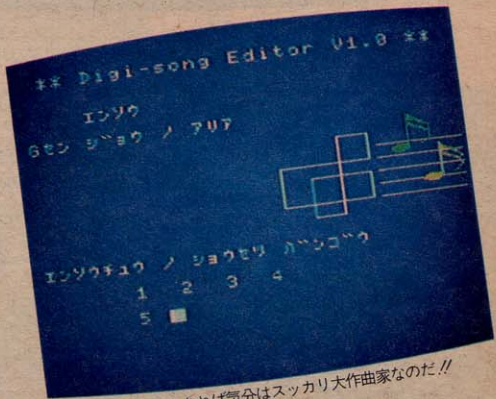 ** Digi-song Editor V1.0 **
エンソウ
Gセン ジョウ ノ アリア
エンソウチュウ ノ ショウセツ バンゴウ
1 2 3 4
5
れば気分はスッカリ大作曲家なのだ!!